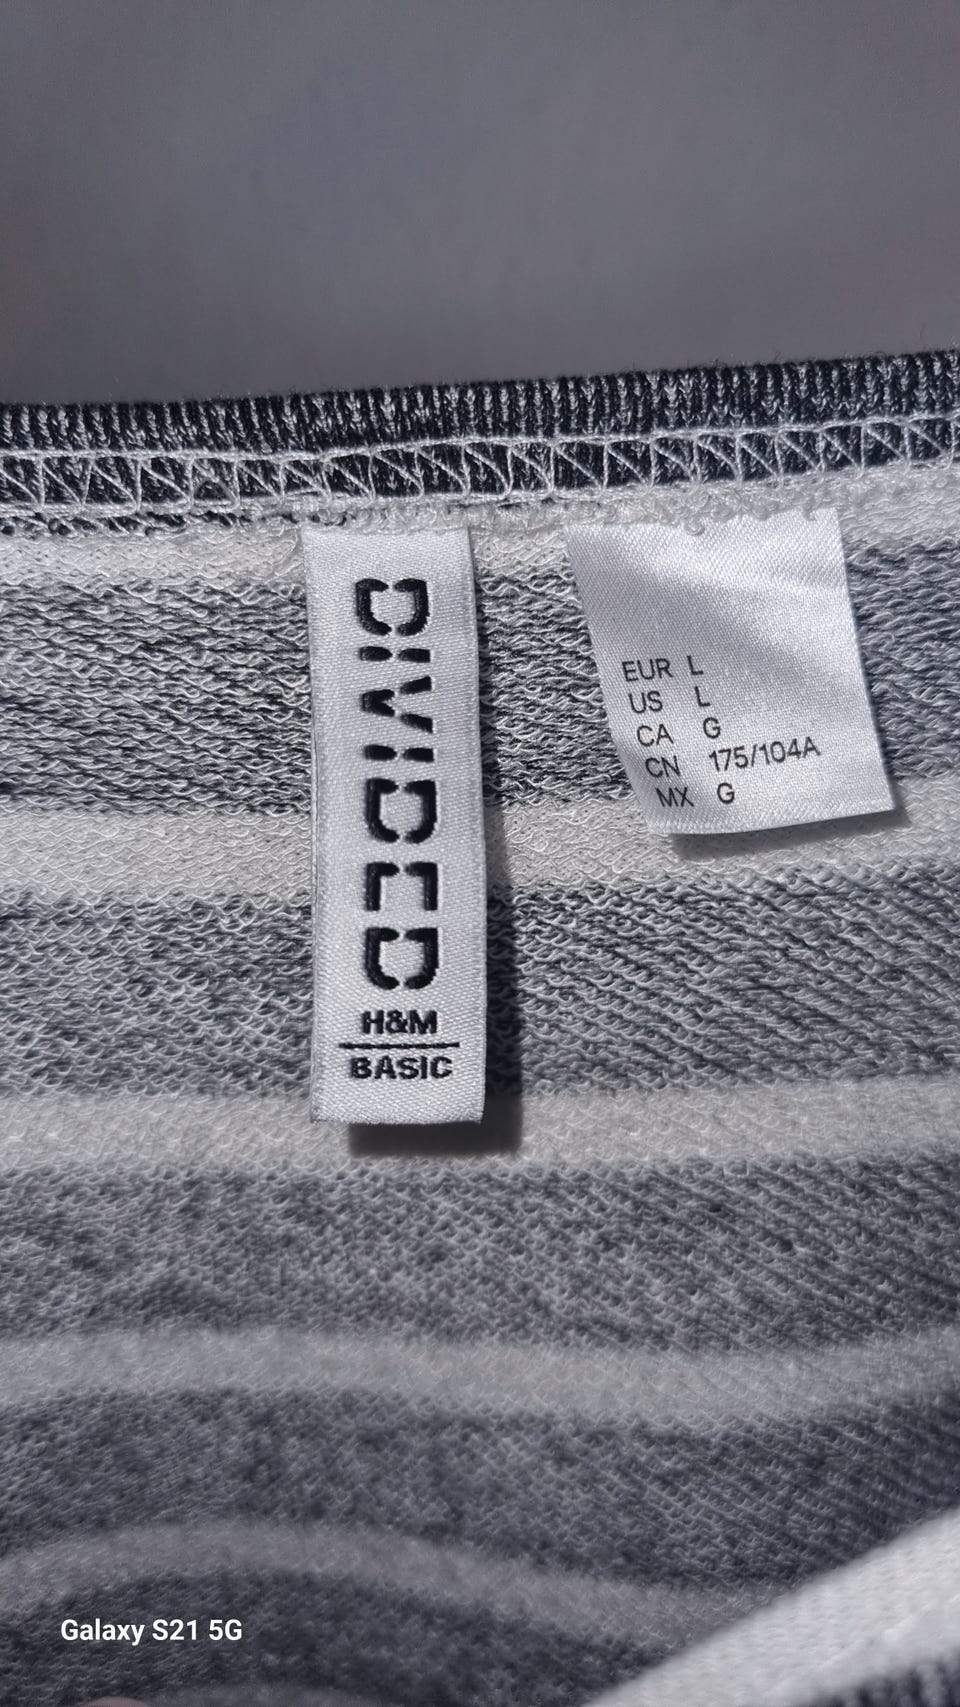 DIVIDED
H&M
BASIC
EUR L
US L
CA G
CN 175/104A
MX G
Galaxy S21 5G